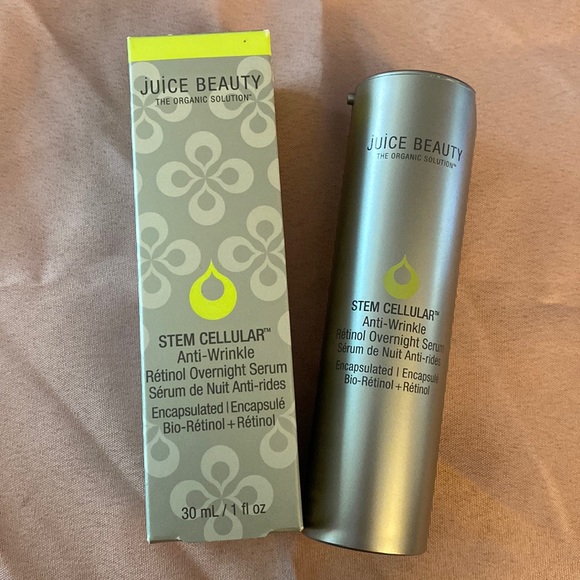 juice BEAUTY
THE ORGANIC SOLUTION™
STEM CELLULAR™
Anti-Wrinkle
Rétinol Overnight Serum
Sérum de Nuit Anti-rides
Encapsulated | Encapsulé
Bio-Rétinol + Rétinol
30 mL / 1 fl oz
juice BEAUTY
THE ORGANIC SOLUTION™
STEM CELLULAR™
Anti-Wrinkle
Rétinol Overnight Serum
Sérum de Nuit Anti-rides
Encapsulated | Encapsulé
Bio-Rétinol + Rétinol